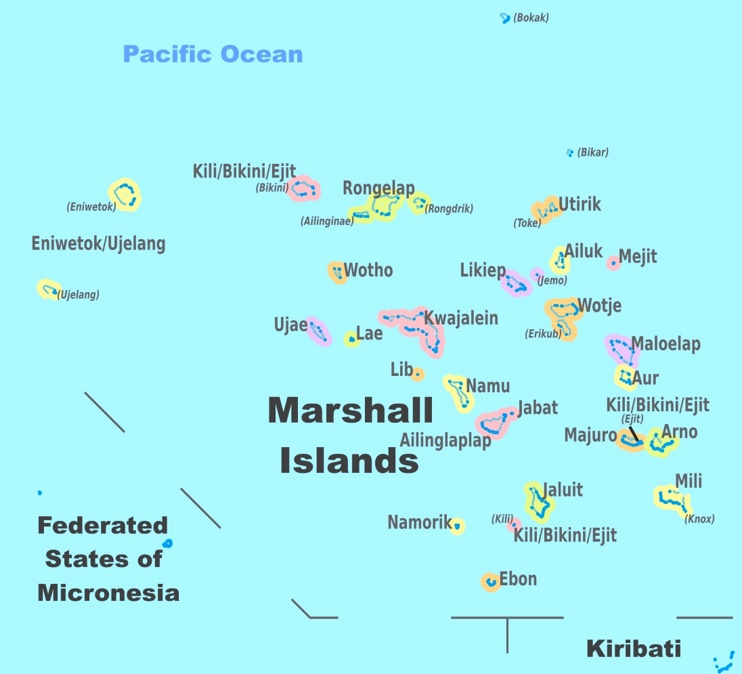 (Bokak)
Pacific Ocean
(Bikar)
Kili/Bikini/Ejit
(Bikini)
Rongelap
(Eniwetok)
(Ailinginae)
(Rongdrik)
Utirik
(Toke)
Eniwetok/Ujelang
Ailuk
Mejit
Wotho
Likiep
(Jemo)
(Ujelang)
Wotje
Ujae
Kwajalein
Lae
(Erikub)
Maloelap
Lib
Aur
Namu
Marshall
Islands
Jabat
Kili/Bikini/Ejit
(Ejit)
Ailinglaplap
Majuro
Arno
Mili
Jaluit
(Knox)
Namorik
(Kili)
Kili/Bikini/Ejit
Federated
States of
Micronesia
Ebon
Kiribati